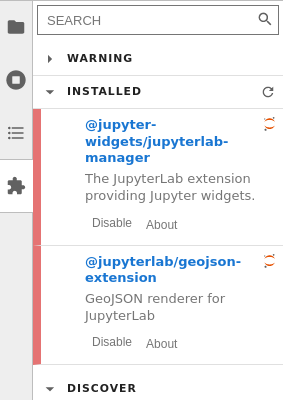 SEARCH
WARNING
INSTALLED
@jupyter-
widgets/jupyterlab-
manager
The JupyterLab extension
providing Jupyter widgets.
Disable About
@jupyterlab/geojson-
extension
GeoJSON renderer for
JupyterLab
Disable About
DISCOVER